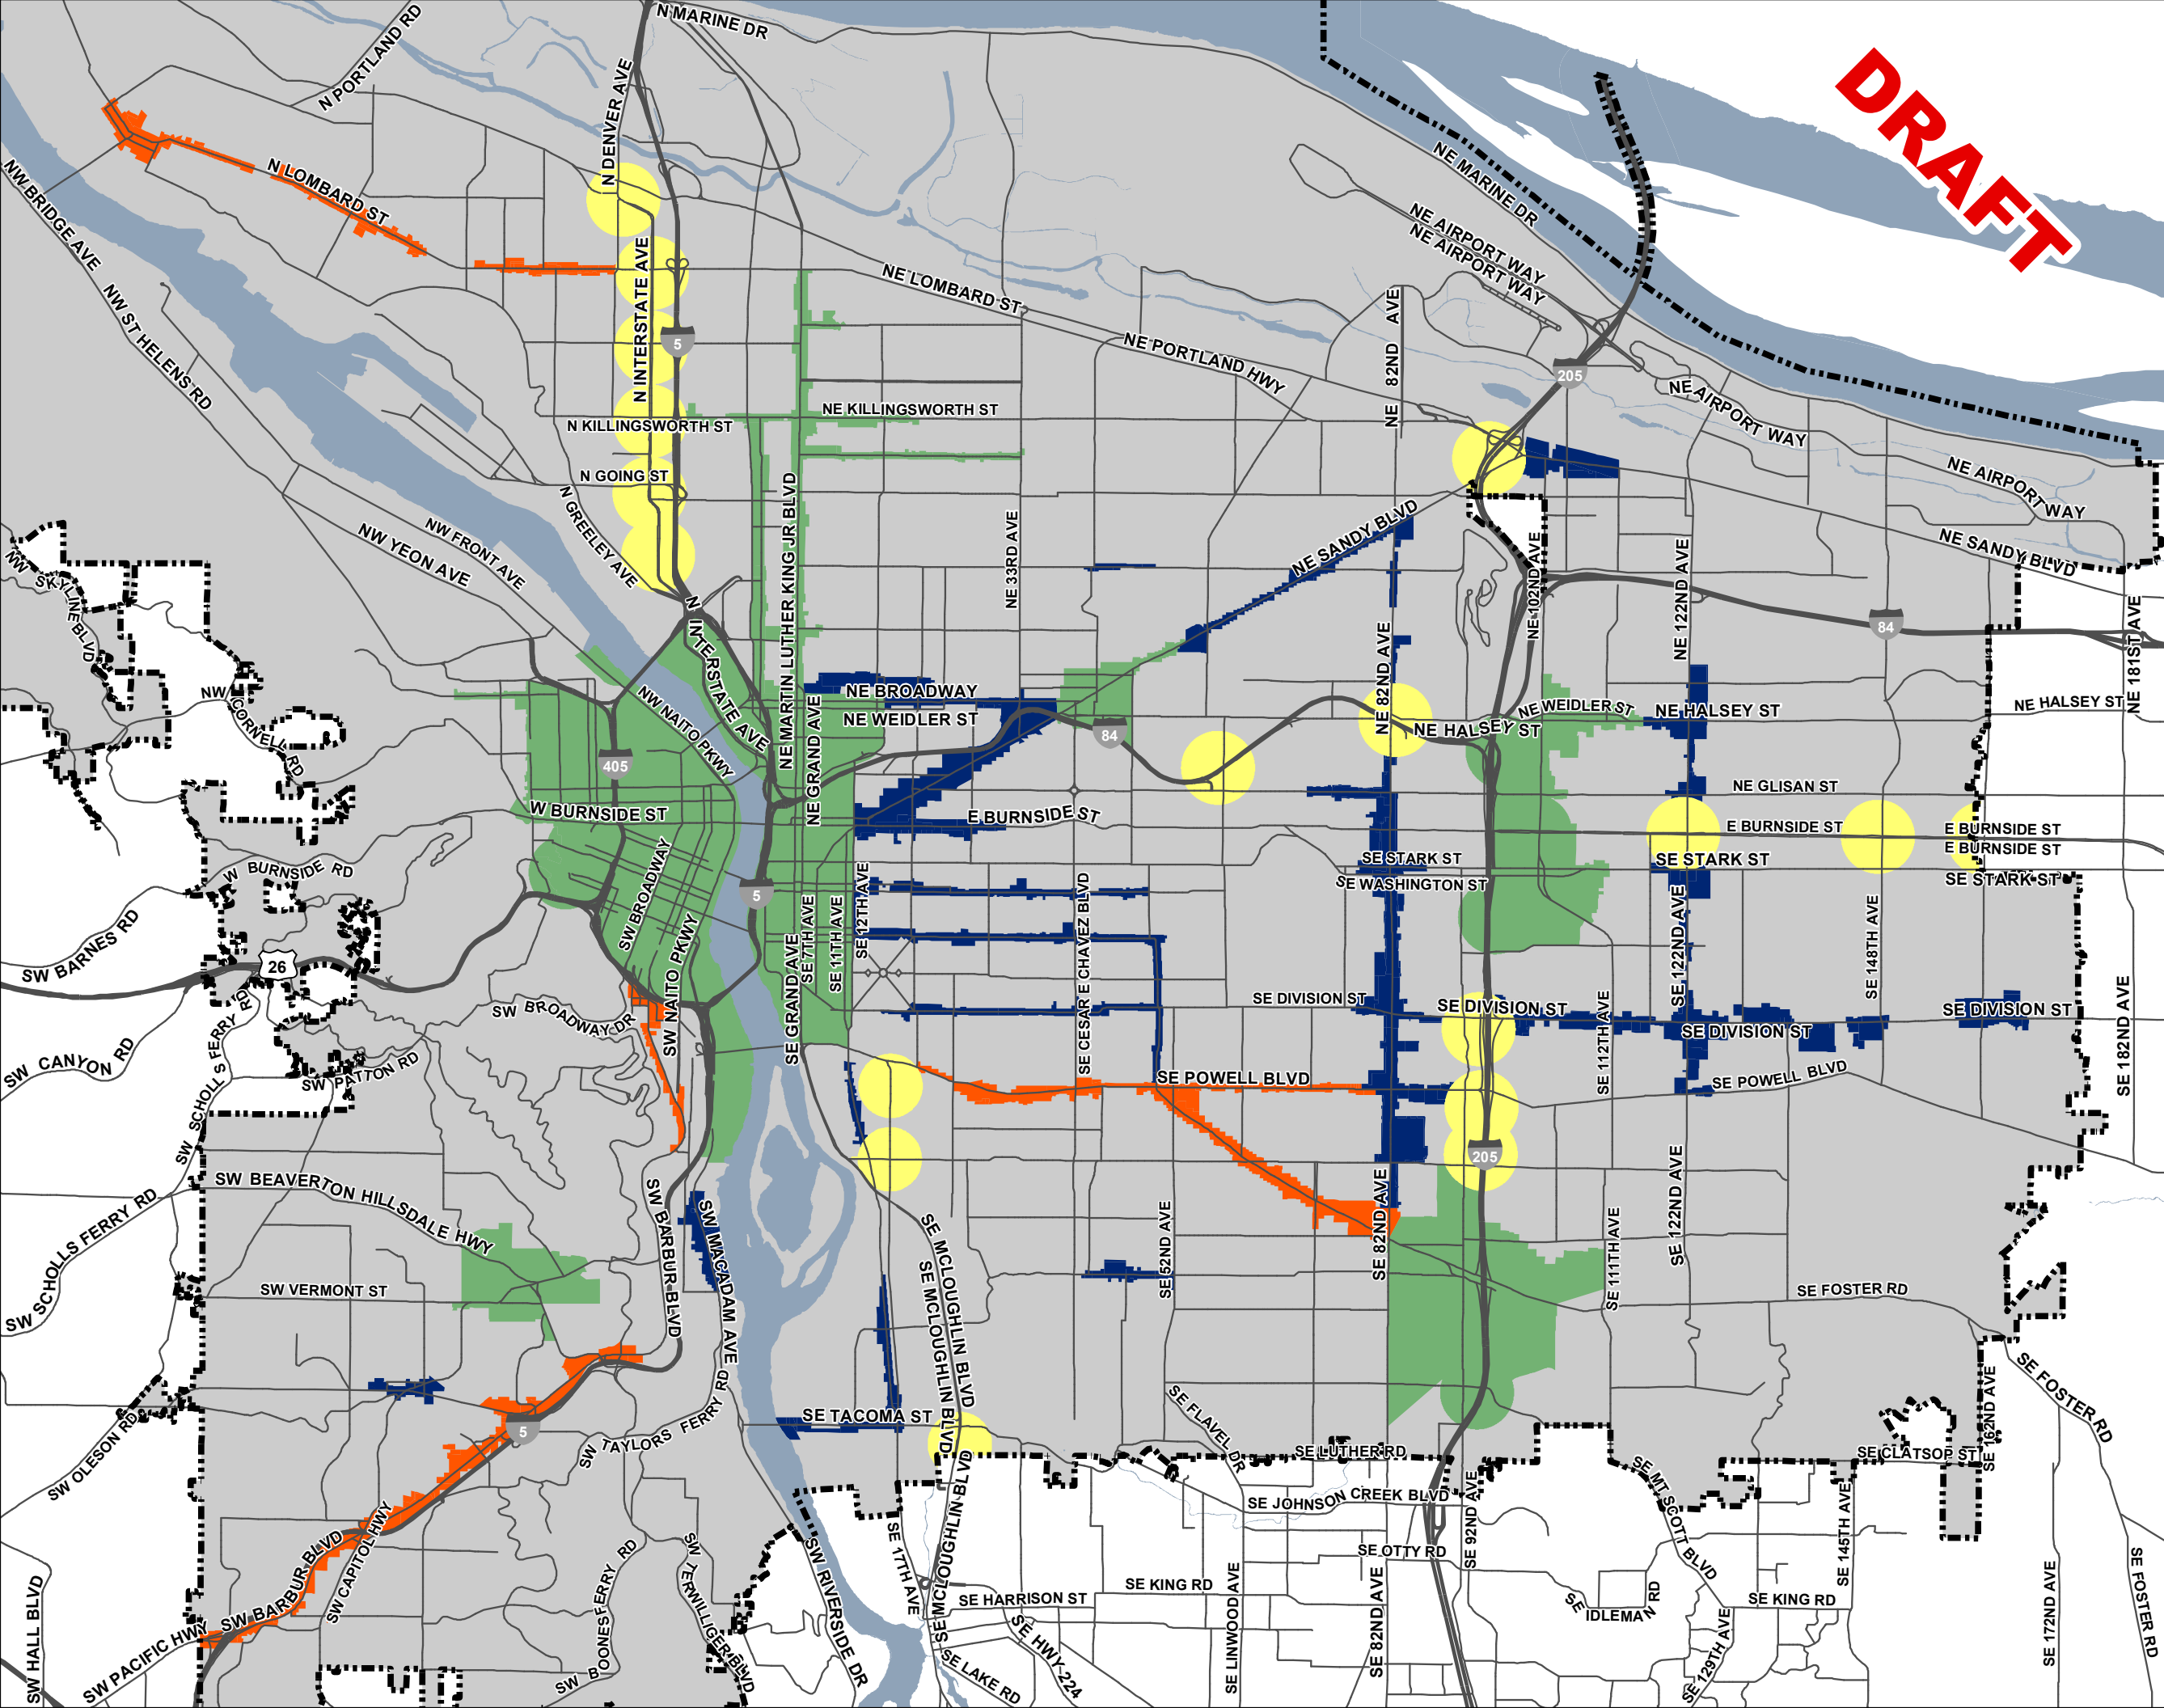 N MARINE DR
N PORTLAND RD
DRAFT
N DENVER AVE
NE MARINE DR
NW BRIDGE AVE
N LOMBARD ST
NE AIRPORT WAY
NE AIRPORT WAY
N INTERSTATE AVE
NE LOMBARD ST
NE 82ND AVE
NW ST HELENS RD
5
NE PORTLAND HWY
205
NE AIRPORT WAY
NE KILLINGSWORTH ST
N KILLINGSWORTH ST
N GOING ST
NE AIRPORT WAY
N GREELEY AVE
NE MARTIN LUTHER KING JR BLVD
NE 33RD AVE
NE SANDY BLVD
NE 102ND AVE
NE 122ND AVE
NE SANDY BLVD
NW YEON AVE
NW FRONT AVE
NW SKYLINE BLVD
N INTERSTATE AVE
84
NE 181ST AVE
NE 82ND AVE
NW CORNELL RD
NW NAITO PKWY
NE BROADWAY
NE WEIDLER ST
NE GRAND AVE
84
NE WEIDLER ST
NE HALSEY ST
NE HALSEY ST
NE HALSEY ST
405
NE GLISAN ST
W BURNSIDE ST
E BURNSIDE ST
E BURNSIDE ST
E BURNSIDE ST
E BURNSIDE ST
W BURNSIDE RD
SW BROADWAY
SE STARK ST
SE STARK ST
SE WASHINGTON ST
SE STARK ST
5
SE 7TH AVE
SE 11TH AVE
SE 12TH AVE
SE CESAR E CHAVEZ BLVD
SE 122ND AVE
SE 148TH AVE
SW BARNES RD
26
SW NAITO PKWY
SE GRAND AVE
SW BROADWAY DR
SE DIVISION ST
SE DIVISION ST
SE DIVISION ST
SE DIVISION ST
SE 112TH AVE
SE 182ND AVE
SW CANYON RD
SW SCHOLLS FERRY RD
SW PATTON RD
SE POWELL BLVD
SE POWELL BLVD
205
SW BEAVERTON HILLSDALE HWY
SW SCHOLLS FERRY RD
SW VERMONT ST
SW BARBUR BLVD
SW MACADAM AVE
SE MCLOUGHLIN BLVD
SE MCLOUGHLIN BLVD
SE 52ND AVE
SE 82ND AVE
SE 111TH AVE
SE 122ND AVE
SE FOSTER RD
SE 162ND AVE
SE FOSTER RD
SE TACOMA ST
SE FLAVEL DR
SW OLESON RD
5
SW TAYLORS FERRY RD
SE LUTHER RD
SE CLATSOP ST
SE MCLOUGHLIN BLVD
SE JOHNSON CREEK BLVD
SE 92ND AVE
SE MT SCOTT BLVD
SE 145TH AVE
SW BARBUR BLVD
SW CAPITOL HWY
SW BOONES FERRY RD
SW TERWILLIGER BLVD
SW RIVERSIDE DR
SE 17TH AVE
SE OTTY RD
SE KING RD
SE HARRISON ST
SE LINWOOD AVE
SE 82ND AVE
SE IDLEMAN RD
SE KING RD
SE 129TH AVE
SE 172ND AVE
SE FOSTER RD
SW HALL BLVD
SW PACIFIC HWY
SE HWY 224
SE LAKE RD